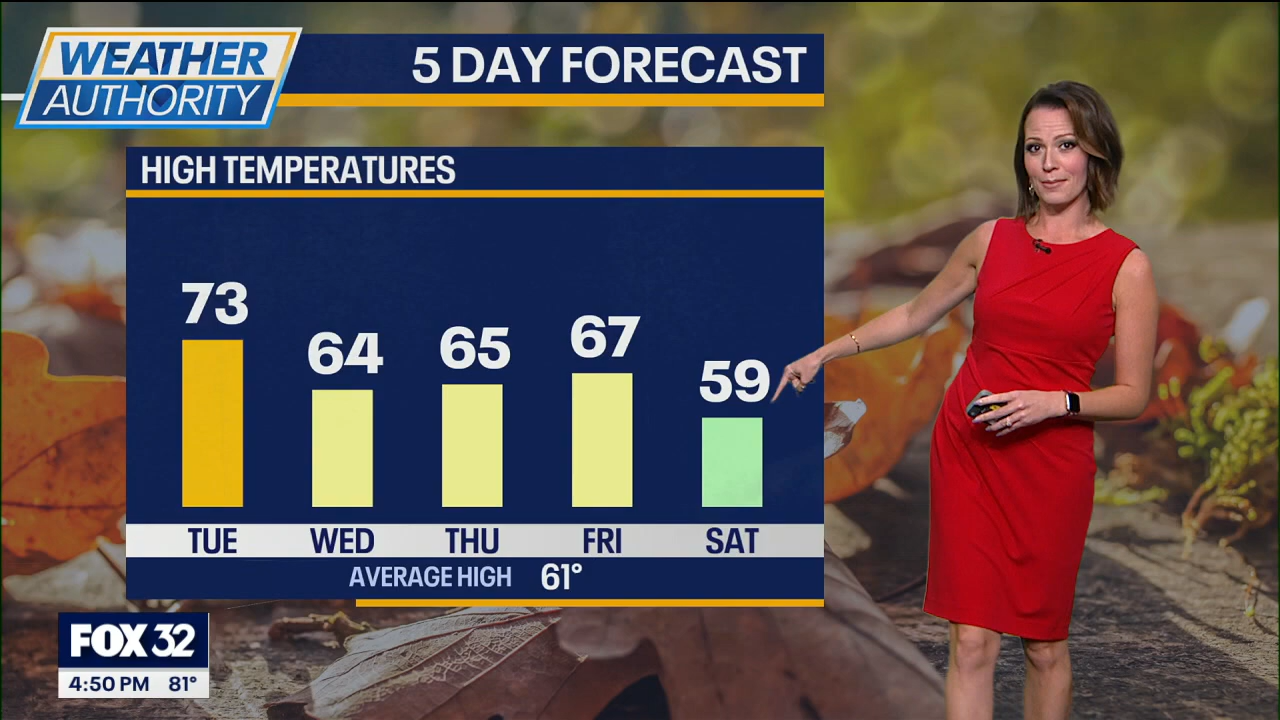 WEATHER
AUTHORITY
5 DAY FORECAST
HIGH TEMPERATURES
73
64
65
67
59
TUE
WED
THU
FRI
SAT
AVERAGE HIGH 61°
FOX 32
4:50 PM 81°